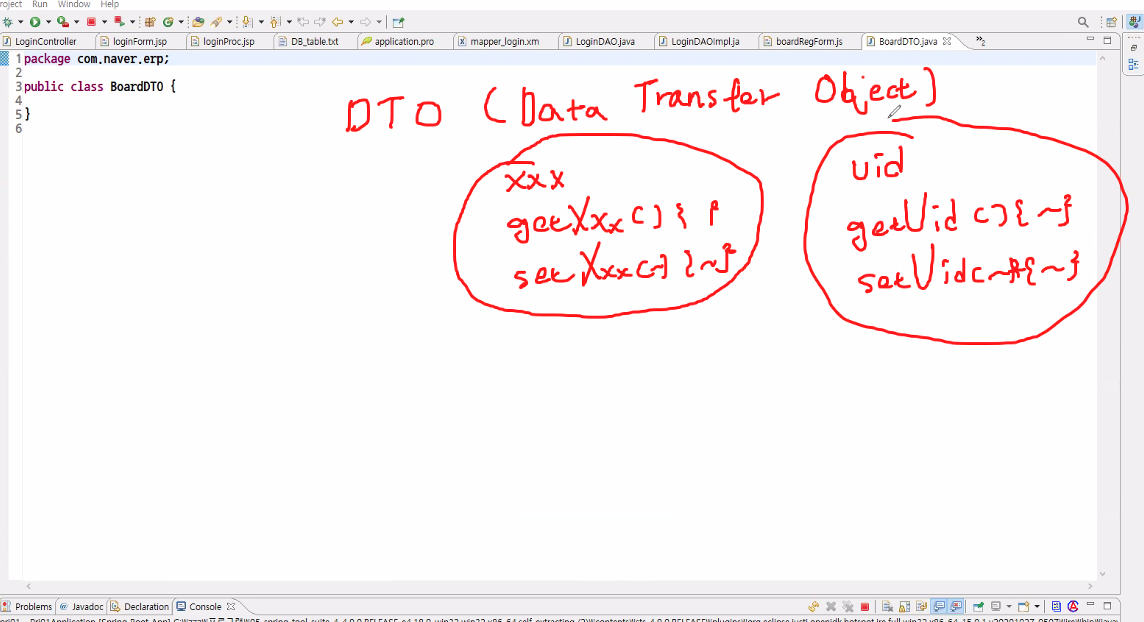 roject Run Window Help
LoginController loginForm.jsp loginProc.jsp DB_table.txt application.pro mapper_login.xm LoginDAO.java LoginDAOImpl.ja boardRegForm.js BoardDTO.java
1 package com.naver.erp;
2
3 public class BoardDTO {
4
5 }
6
DTO (Data Transfer Object)
xxx
getXxx() {
setXxx(~) {~}
uid
getUid () { ~ }
setUid(~){~}
Problems Javadoc Declaration Console